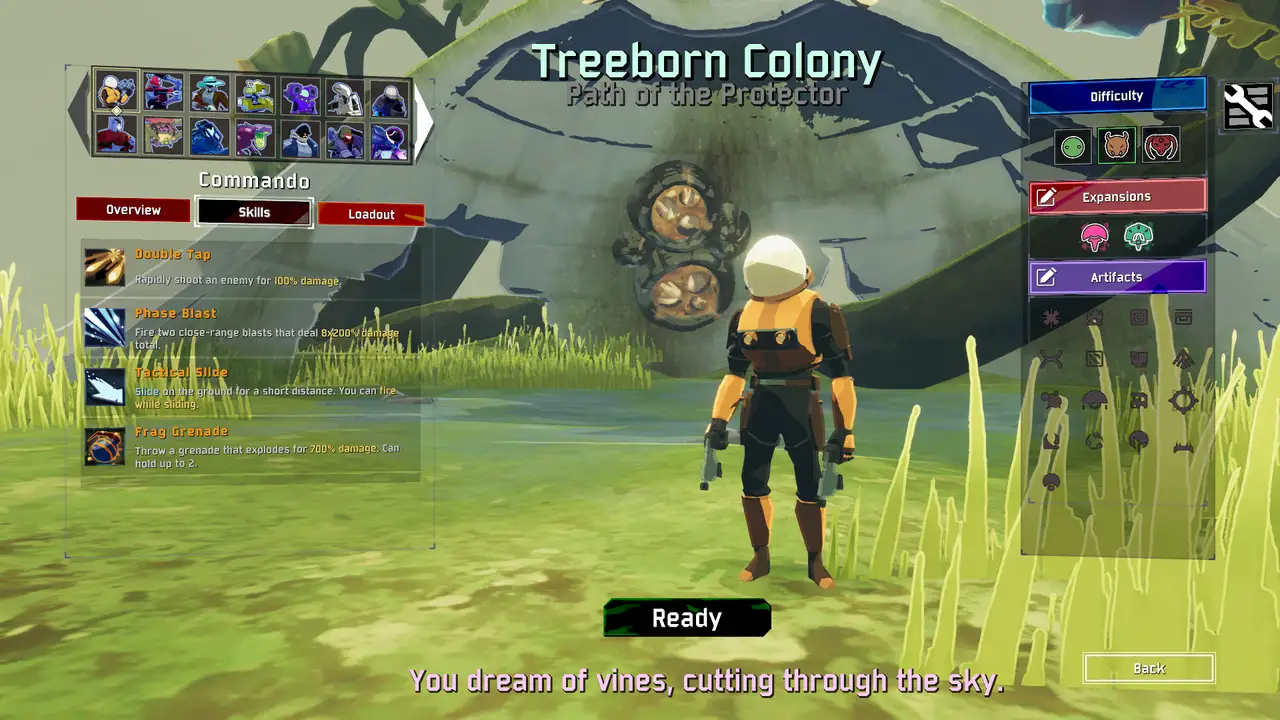 Treeborn Colony
Path of the Protector
Commando
Overview
Skills
Loadout
Double Tap
Rapidly shoot an enemy for 100% damage.
Phase Blast
Fire two close-range blasts that deal 8x200% damage
total.
Tactical Slide
Slide on the ground for a short distance. You can fire
while sliding.
Frag Grenade
Throw a grenade that explodes for 700% damage. Can
hold up to 2.
Difficulty
Expansions
Artifacts
Ready
Back
You dream of vines, cutting through the sky.